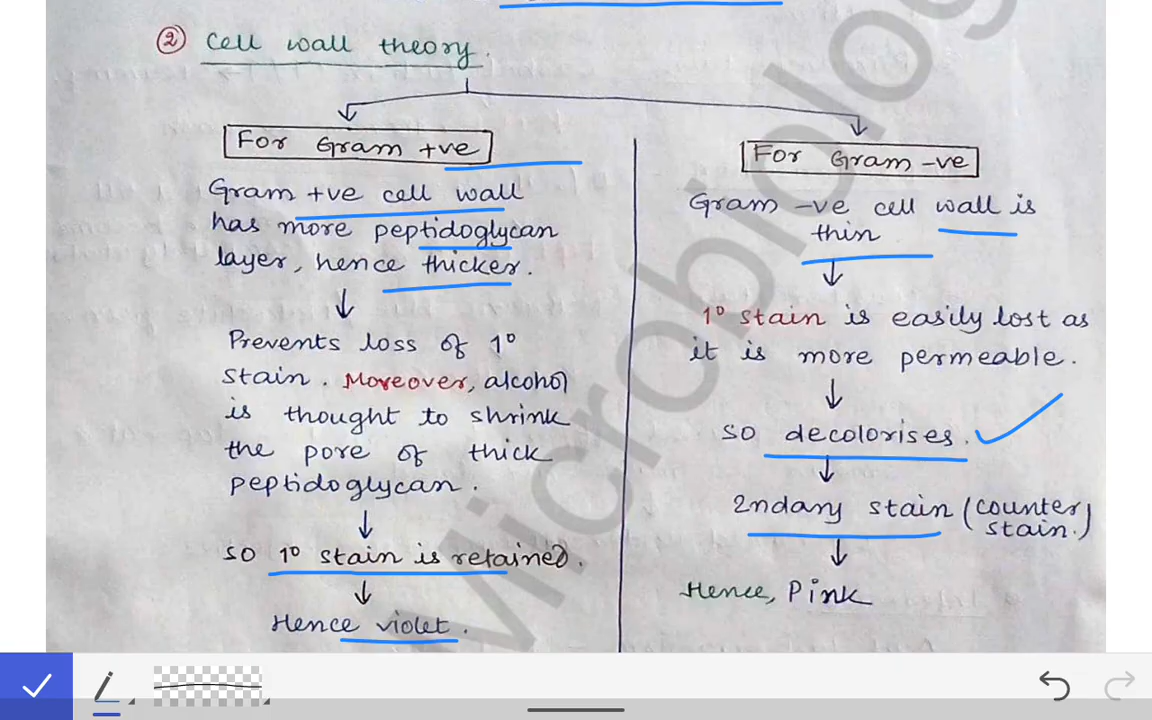 ② Cell wall theory.
For Gram +ve
Gram +ve cell wall
has more peptidoglycan
layer, hence thicker.
Prevents loss of 1°
stain. Moreover, alcohol
is thought to shrink
the pore of thick
peptidoglycan.
so 1° stain is retained.
Hence violet.
For Gram -ve
Gram -ve cell wall is
thin
1° stain is easily lost as
it is more permeable.
so decolorises.
2ndary stain (counter
stain.)
Hence, Pink
Microbiolog